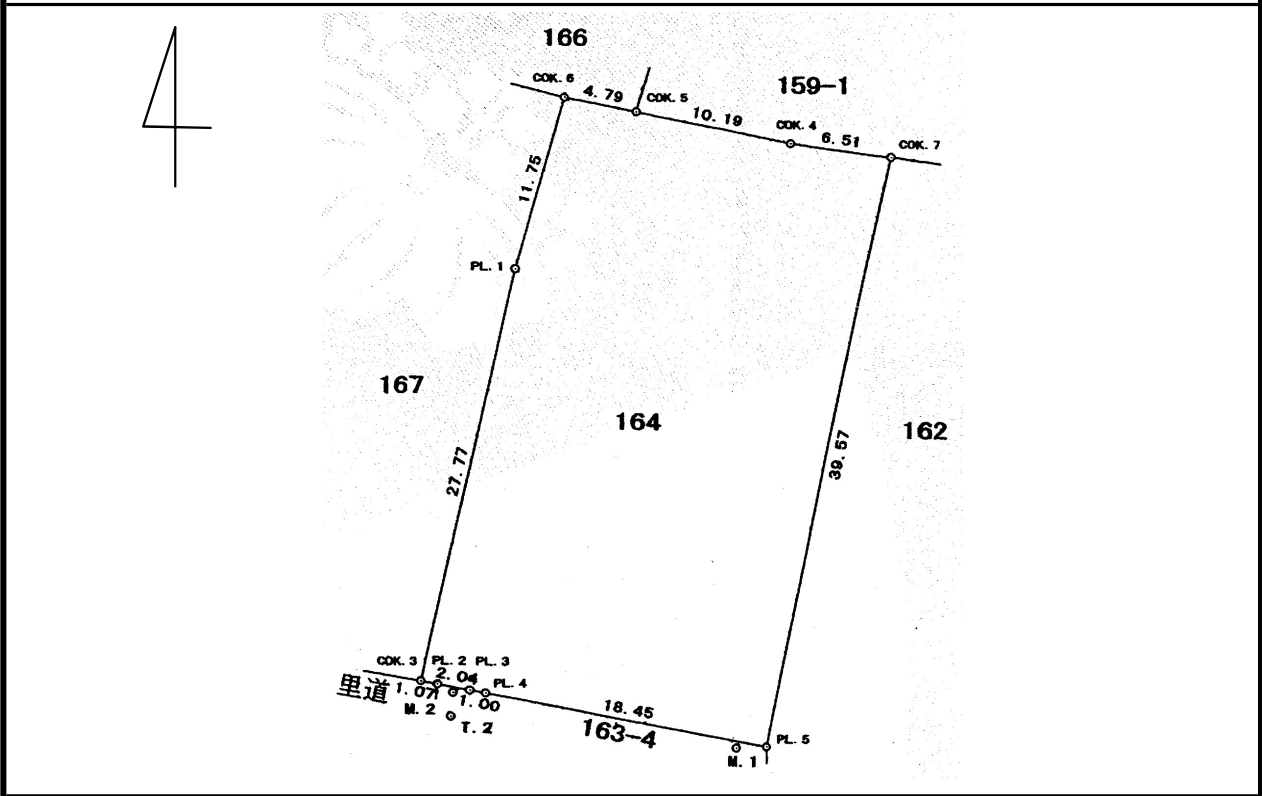 166
COK. 6
4.79
COK. 5
159-1
10.19
COK. 4
6.51
COK. 7
11.75
PL. 1
167
164
162
27.77
39.57
COK. 3
PL. 2
PL. 3
里道
1.07
2.04
PL. 4
M. 2
1.00
T. 2
18.45
163-4
PL. 5
M. 1